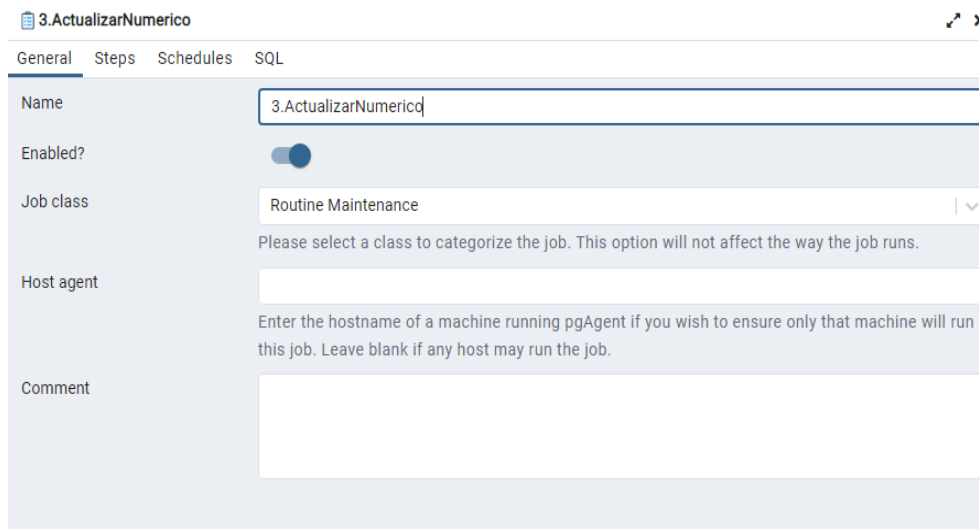 3.ActualizarNumerico
General Steps Schedules SQL
Name
3.ActualizarNumerico
Enabled?
Job class
Routine Maintenance
Please select a class to categorize the job. This option will not affect the way the job runs.
Host agent
Enter the hostname of a machine running pgAgent if you wish to ensure only that machine will run
this job. Leave blank if any host may run the job.
Comment